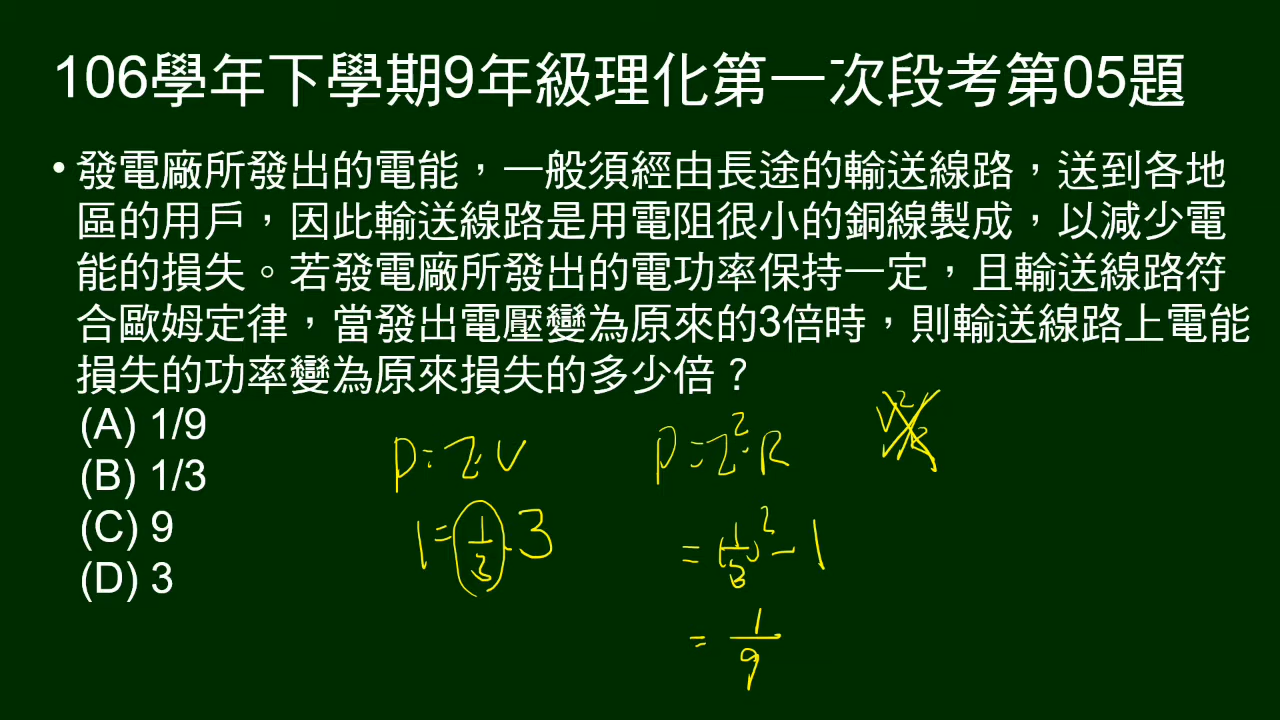 106學年下學期9年級理化第一次段考第05題
• 發電廠所發出的電能，一般須經由長途的輸送線路，送到各地
區的用戶，因此輸送線路是用電阻很小的銅線製成，以減少電
能的損失。若發電廠所發出的電功率保持一定，且輸送線路符
合歐姆定律，當發出電壓變為原來的3倍時，則輸送線路上電能
損失的功率變為原來損失的多少倍？
(A) 1/9
(B) 1/3
(C) 9
(D) 3
P=I·V
1=1/3·3
P=I²·R
=(1/3)²-1
=1/9